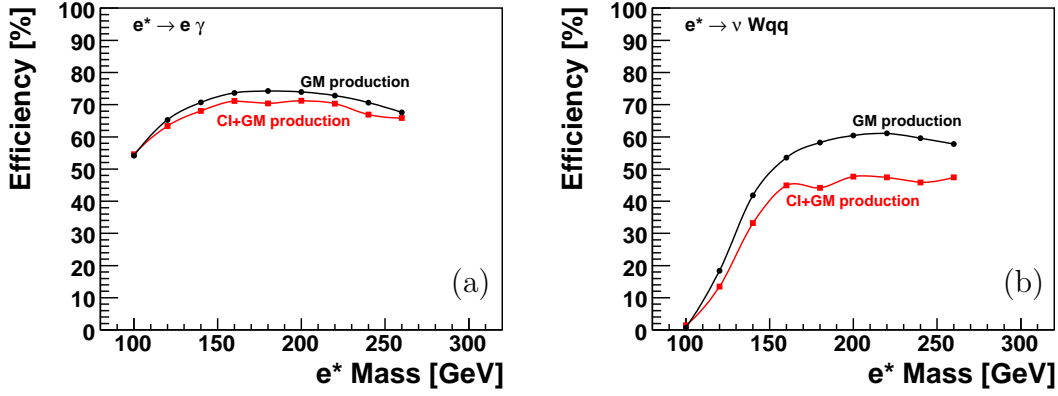 Efficiency [%]
e* → e γ
GM production
CI+GM production
(a)
100
90
80
70
60
50
40
30
20
10
0
100 150 200 250 300
e* Mass [GeV]
Efficiency [%]
e* → ν Wqq
GM production
CI+GM production
(b)
100
90
80
70
60
50
40
30
20
10
0
100 150 200 250 300
e* Mass [GeV]